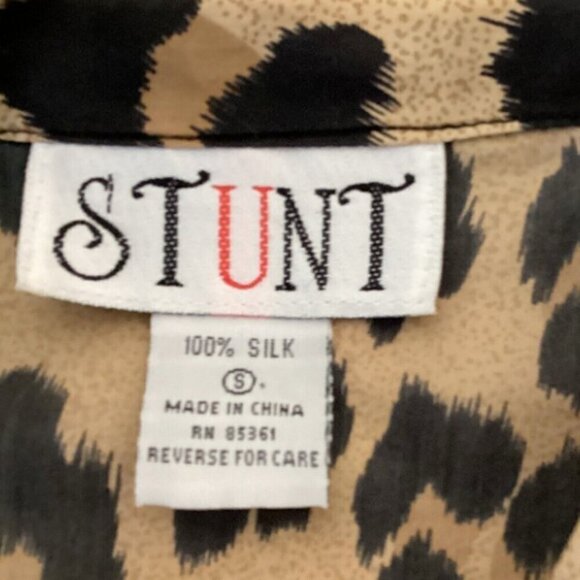 STUNT
100% SILK
S
MADE IN CHINA
RN 85361
REVERSE FOR CARE